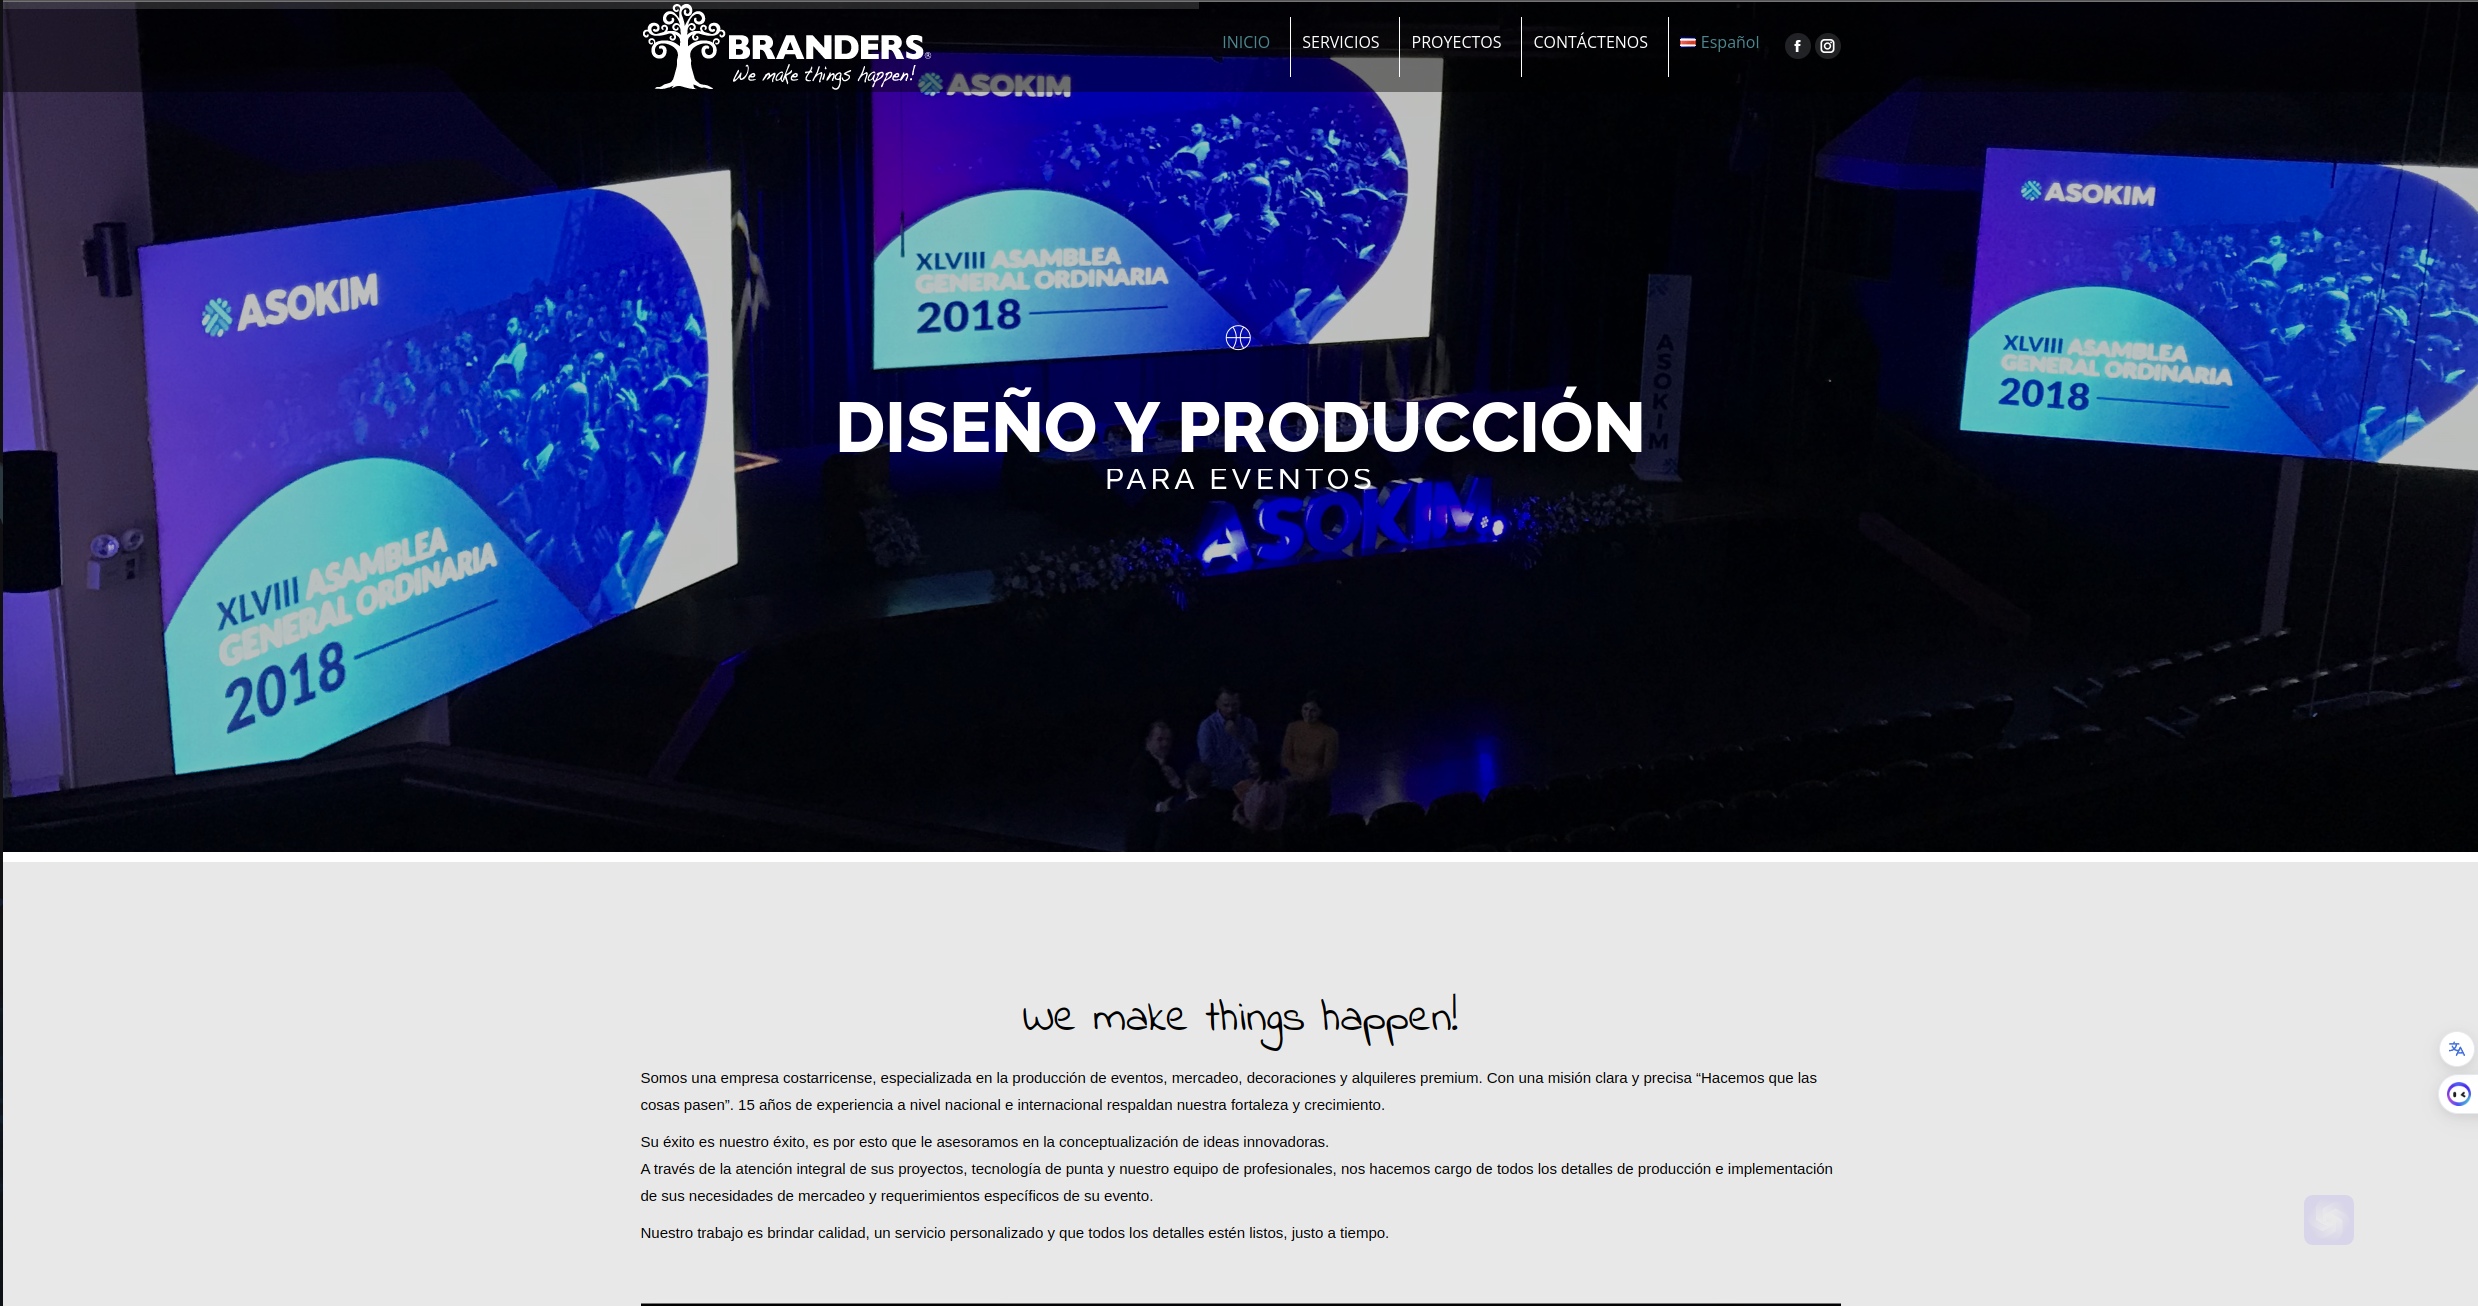 BRANDERS®
We make things happen!
INICIO
SERVICIOS
PROYECTOS
CONTÁCTENOS
Español
ASOKIM
XLVIII ASAMBLEA
GENERAL ORDINARIA
2018
ASOKIM
XLVIII ASAMBLEA
GENERAL ORDINARIA
2018
ASOKIM
XLVIII ASAMBLEA
GENERAL ORDINARIA
2018
ASOKIM
DISEÑO Y PRODUCCIÓN
PARA EVENTOS
ASOKIM
We make things happen!
Somos una empresa costarricense, especializada en la producción de eventos, mercadeo, decoraciones y alquileres premium. Con una misión clara y precisa “Hacemos que las
cosas pasen”. 15 años de experiencia a nivel nacional e internacional respaldan nuestra fortaleza y crecimiento.
Su éxito es nuestro éxito, es por esto que le asesoramos en la conceptualización de ideas innovadoras.
A través de la atención integral de sus proyectos, tecnología de punta y nuestro equipo de profesionales, nos hacemos cargo de todos los detalles de producción e implementación
de sus necesidades de mercadeo y requerimientos específicos de su evento.
Nuestro trabajo es brindar calidad, un servicio personalizado y que todos los detalles estén listos, justo a tiempo.